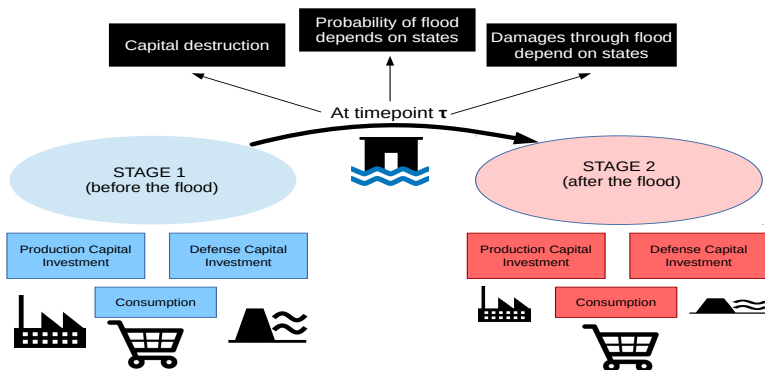 Capital destruction
Probability of flood
depends on states
Damages through flood
depend on states
At timepoint τ
STAGE 1
(before the flood)
STAGE 2
(after the flood)
Production Capital
Investment
Defense Capital
Investment
Consumption
Production Capital
Investment
Defense Capital
Investment
Consumption